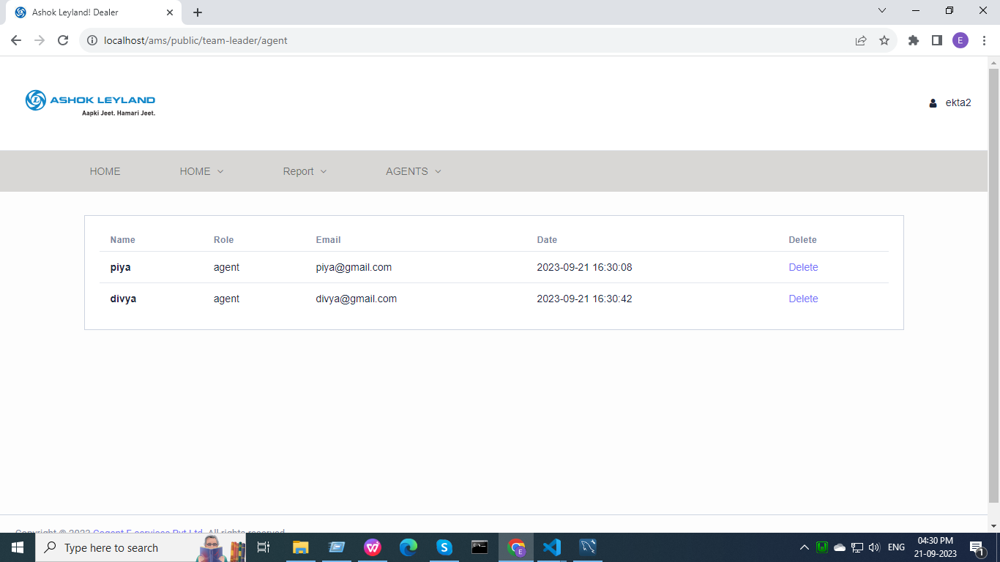 Ashok Leyland! Dealer
localhost/ams/public/team-leader/agent
E
ASHOK LEYLAND
Aapki Jeet. Hamari Jeet.
ekta2
HOME HOME Report AGENTS
Name Role Email Date Delete
piya agent piya@gmail.com 2023-09-21 16:30:08 Delete
divya agent divya@gmail.com 2023-09-21 16:30:42 Delete
Copyright © 2023 Cogent E services Pvt Ltd. All rights reserved.
Type here to search
ENG
04:30 PM
21-09-2023
1